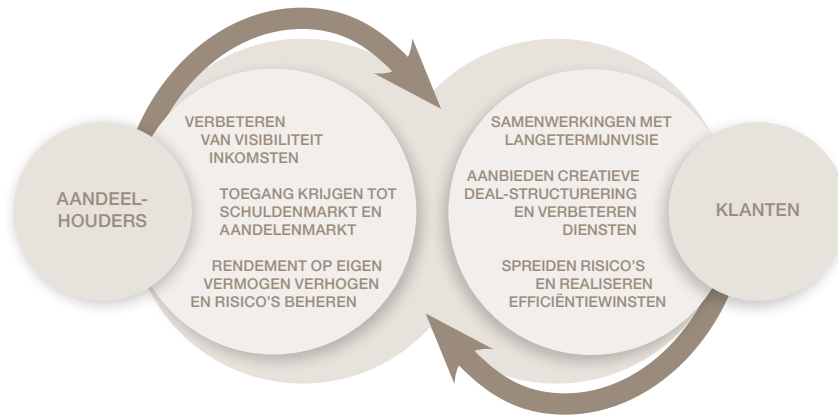 AANDEEL-
HOUDERS
VERBETEREN
VAN VISIBILITEIT
INKOMSTEN
TOEGANG KRIJGEN TOT
SCHULDENMARKT EN
AANDELENMARKT
RENDEMENT OP EIGEN
VERMOGEN VERHOGEN
EN RISICO'S BEHEREN
SAMENWERKINGEN MET
LANGETERMIJNVISIE
AANBIEDEN CREATIEVE
DEAL-STRUCTURERING
EN VERBETEREN
DIENSTEN
SPREIDEN RISICO'S
EN REALISEREN
EFFICIËNTIEWINSTEN
KLANTEN